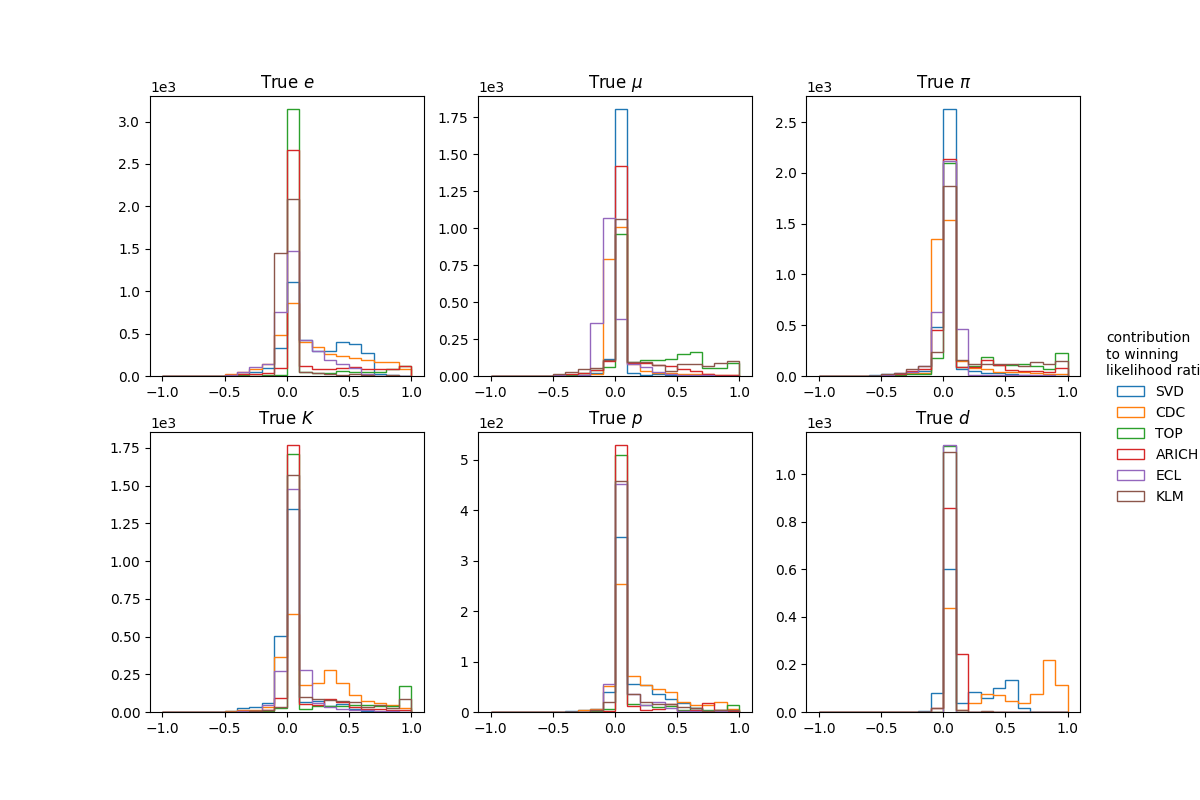 True e
1e3
3.0
2.5
2.0
1.5
1.0
0.5
0.0
−1.0 −0.5 0.0 0.5 1.0
True μ
1e3
1.75
1.50
1.25
1.00
0.75
0.50
0.25
0.00
−1.0 −0.5 0.0 0.5 1.0
True π
1e3
2.5
2.0
1.5
1.0
0.5
0.0
−1.0 −0.5 0.0 0.5 1.0
True K
1e3
1.75
1.50
1.25
1.00
0.75
0.50
0.25
0.00
−1.0 −0.5 0.0 0.5 1.0
True p
1e2
5
4
3
2
1
0
−1.0 −0.5 0.0 0.5 1.0
True d
1e3
1.0
0.8
0.6
0.4
0.2
0.0
−1.0 −0.5 0.0 0.5 1.0
contribution
to winning
likelihood rati
SVD
CDC
TOP
ARICH
ECL
KLM